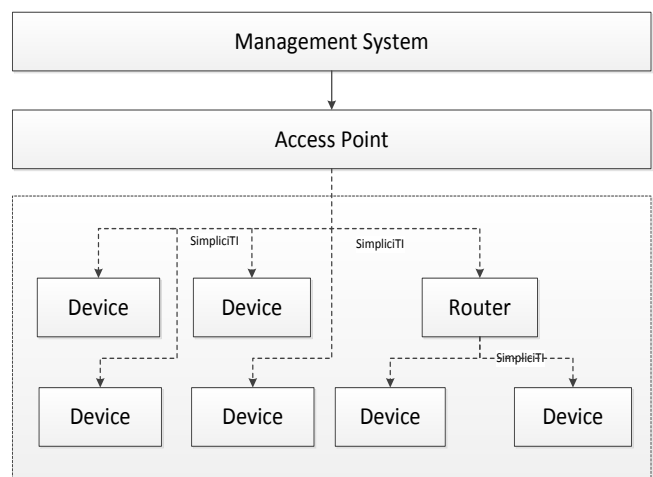 Management System
Access Point
SimpliciTI
SimpliciTI
Device
Device
Router
SimpliciTI
Device
Device
Device
Device